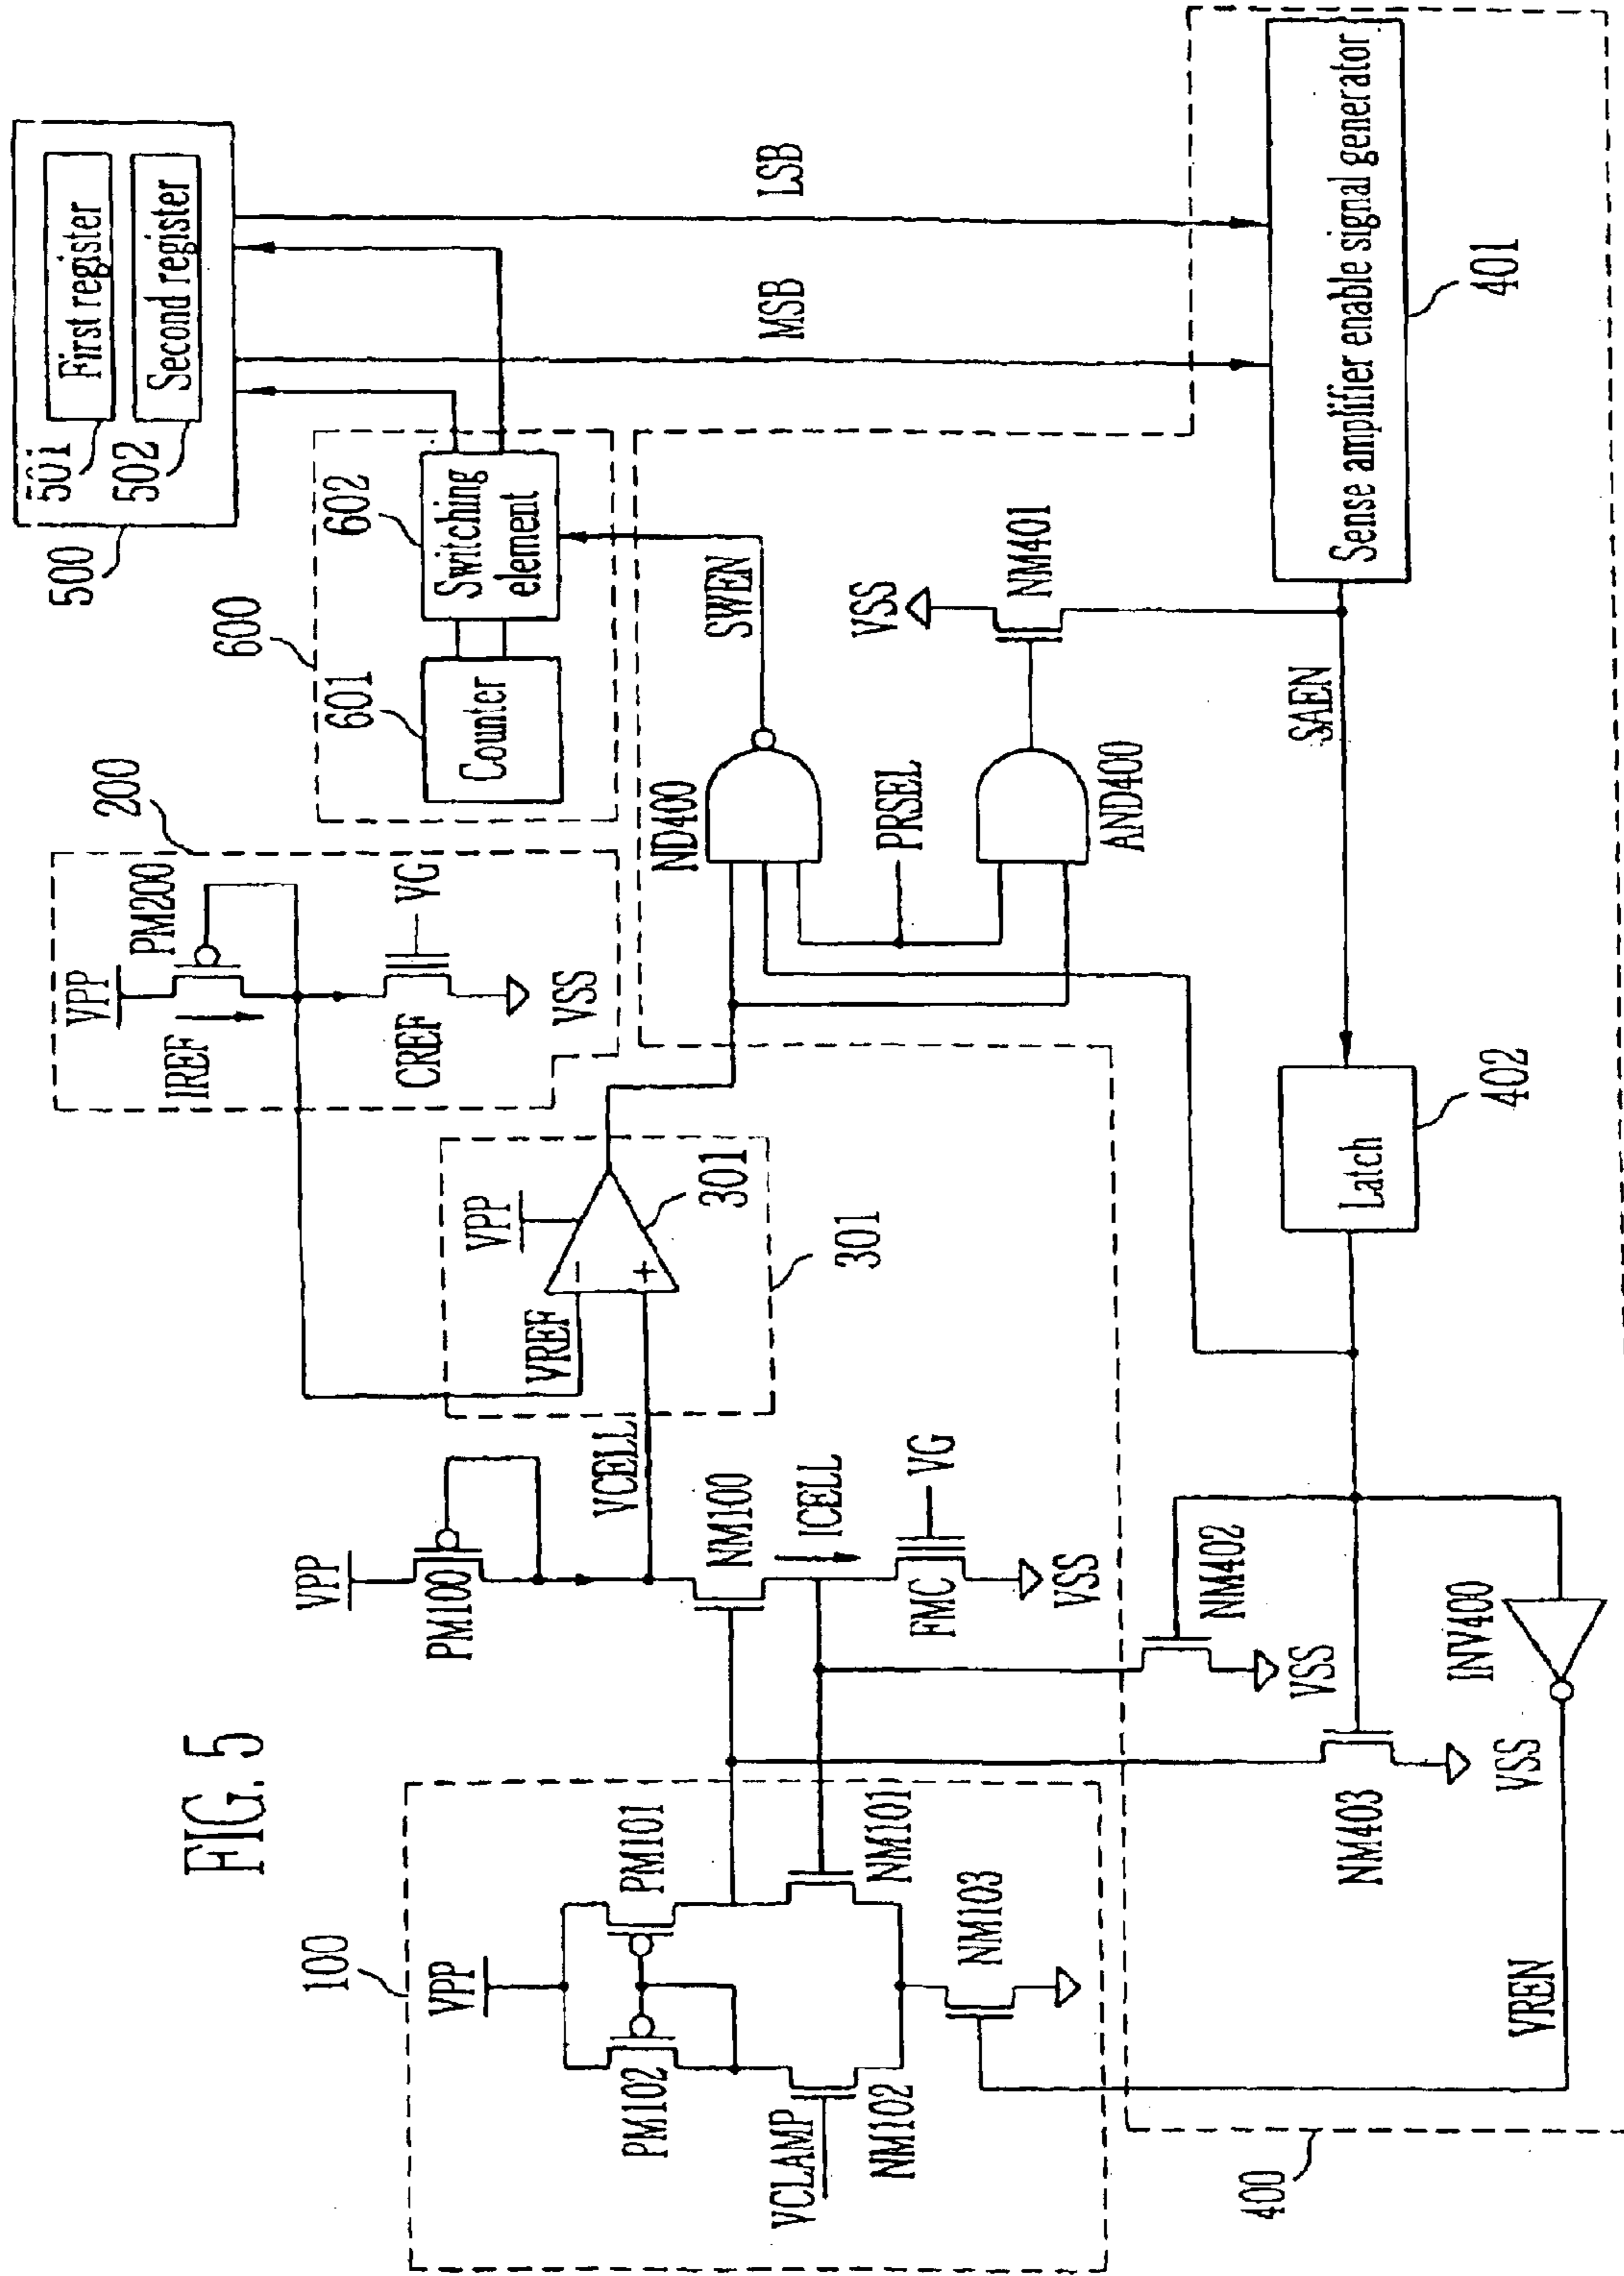 FIG. 5
100
VPP
PM102
PM101
VCLAMP
NM102
NM101
NM103
VPP
PM100
VCELL
NM100
ICELL
FMC
VG
VSS
VPP
VREF
−
+
301
301
200
VPP
IREF
PM200
CREF
VG
VSS
600
601
Counter
602
Switching
element
500
501
First register
502
Second register
ND400
SWEN
PRSEL
AND400
VSS
NM401
MSB
LSB
SAEN
Sense amplifier enable signal generator
401
Latch
402
NM402
VSS
NM403
VSS
INV400
VREN
400